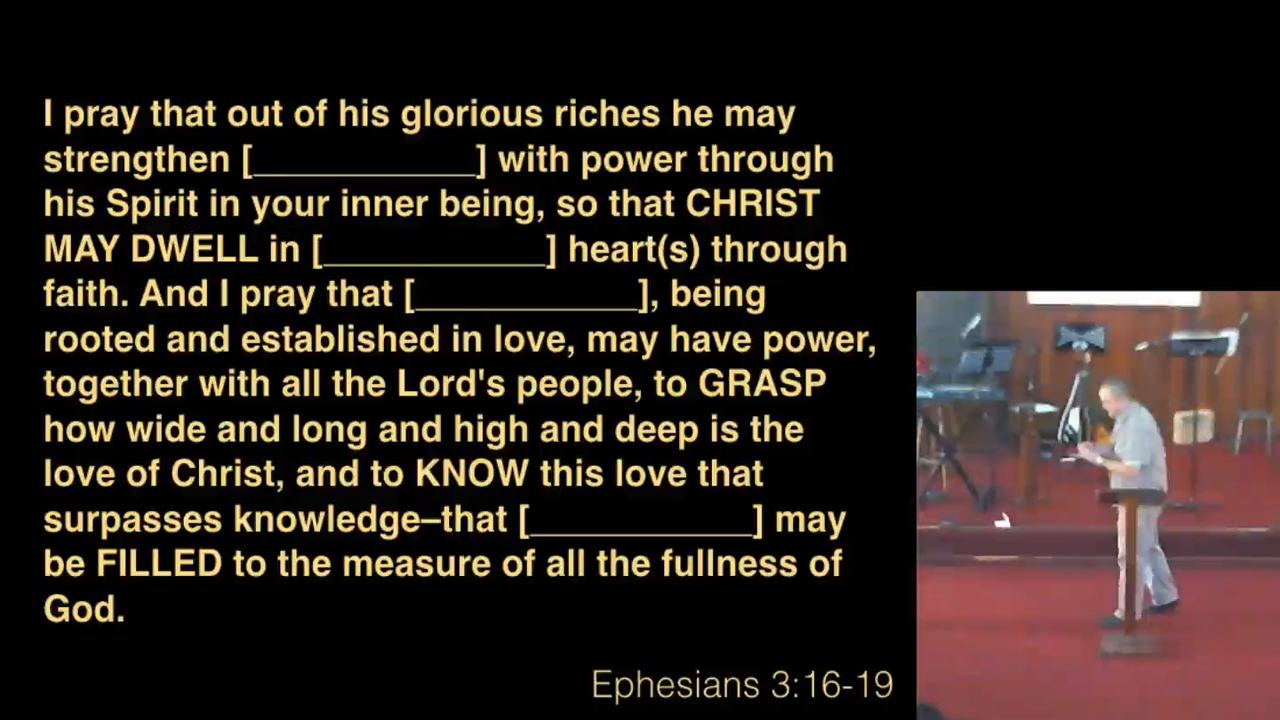 I pray that out of his glorious riches he may
strengthen [___________] with power through
his Spirit in your inner being, so that CHRIST
MAY DWELL in [___________] heart(s) through
faith. And I pray that [___________], being
rooted and established in love, may have power,
together with all the Lord's people, to GRASP
how wide and long and high and deep is the
love of Christ, and to KNOW this love that
surpasses knowledge–that [___________] may
be FILLED to the measure of all the fullness of
God.
Ephesians 3:16-19